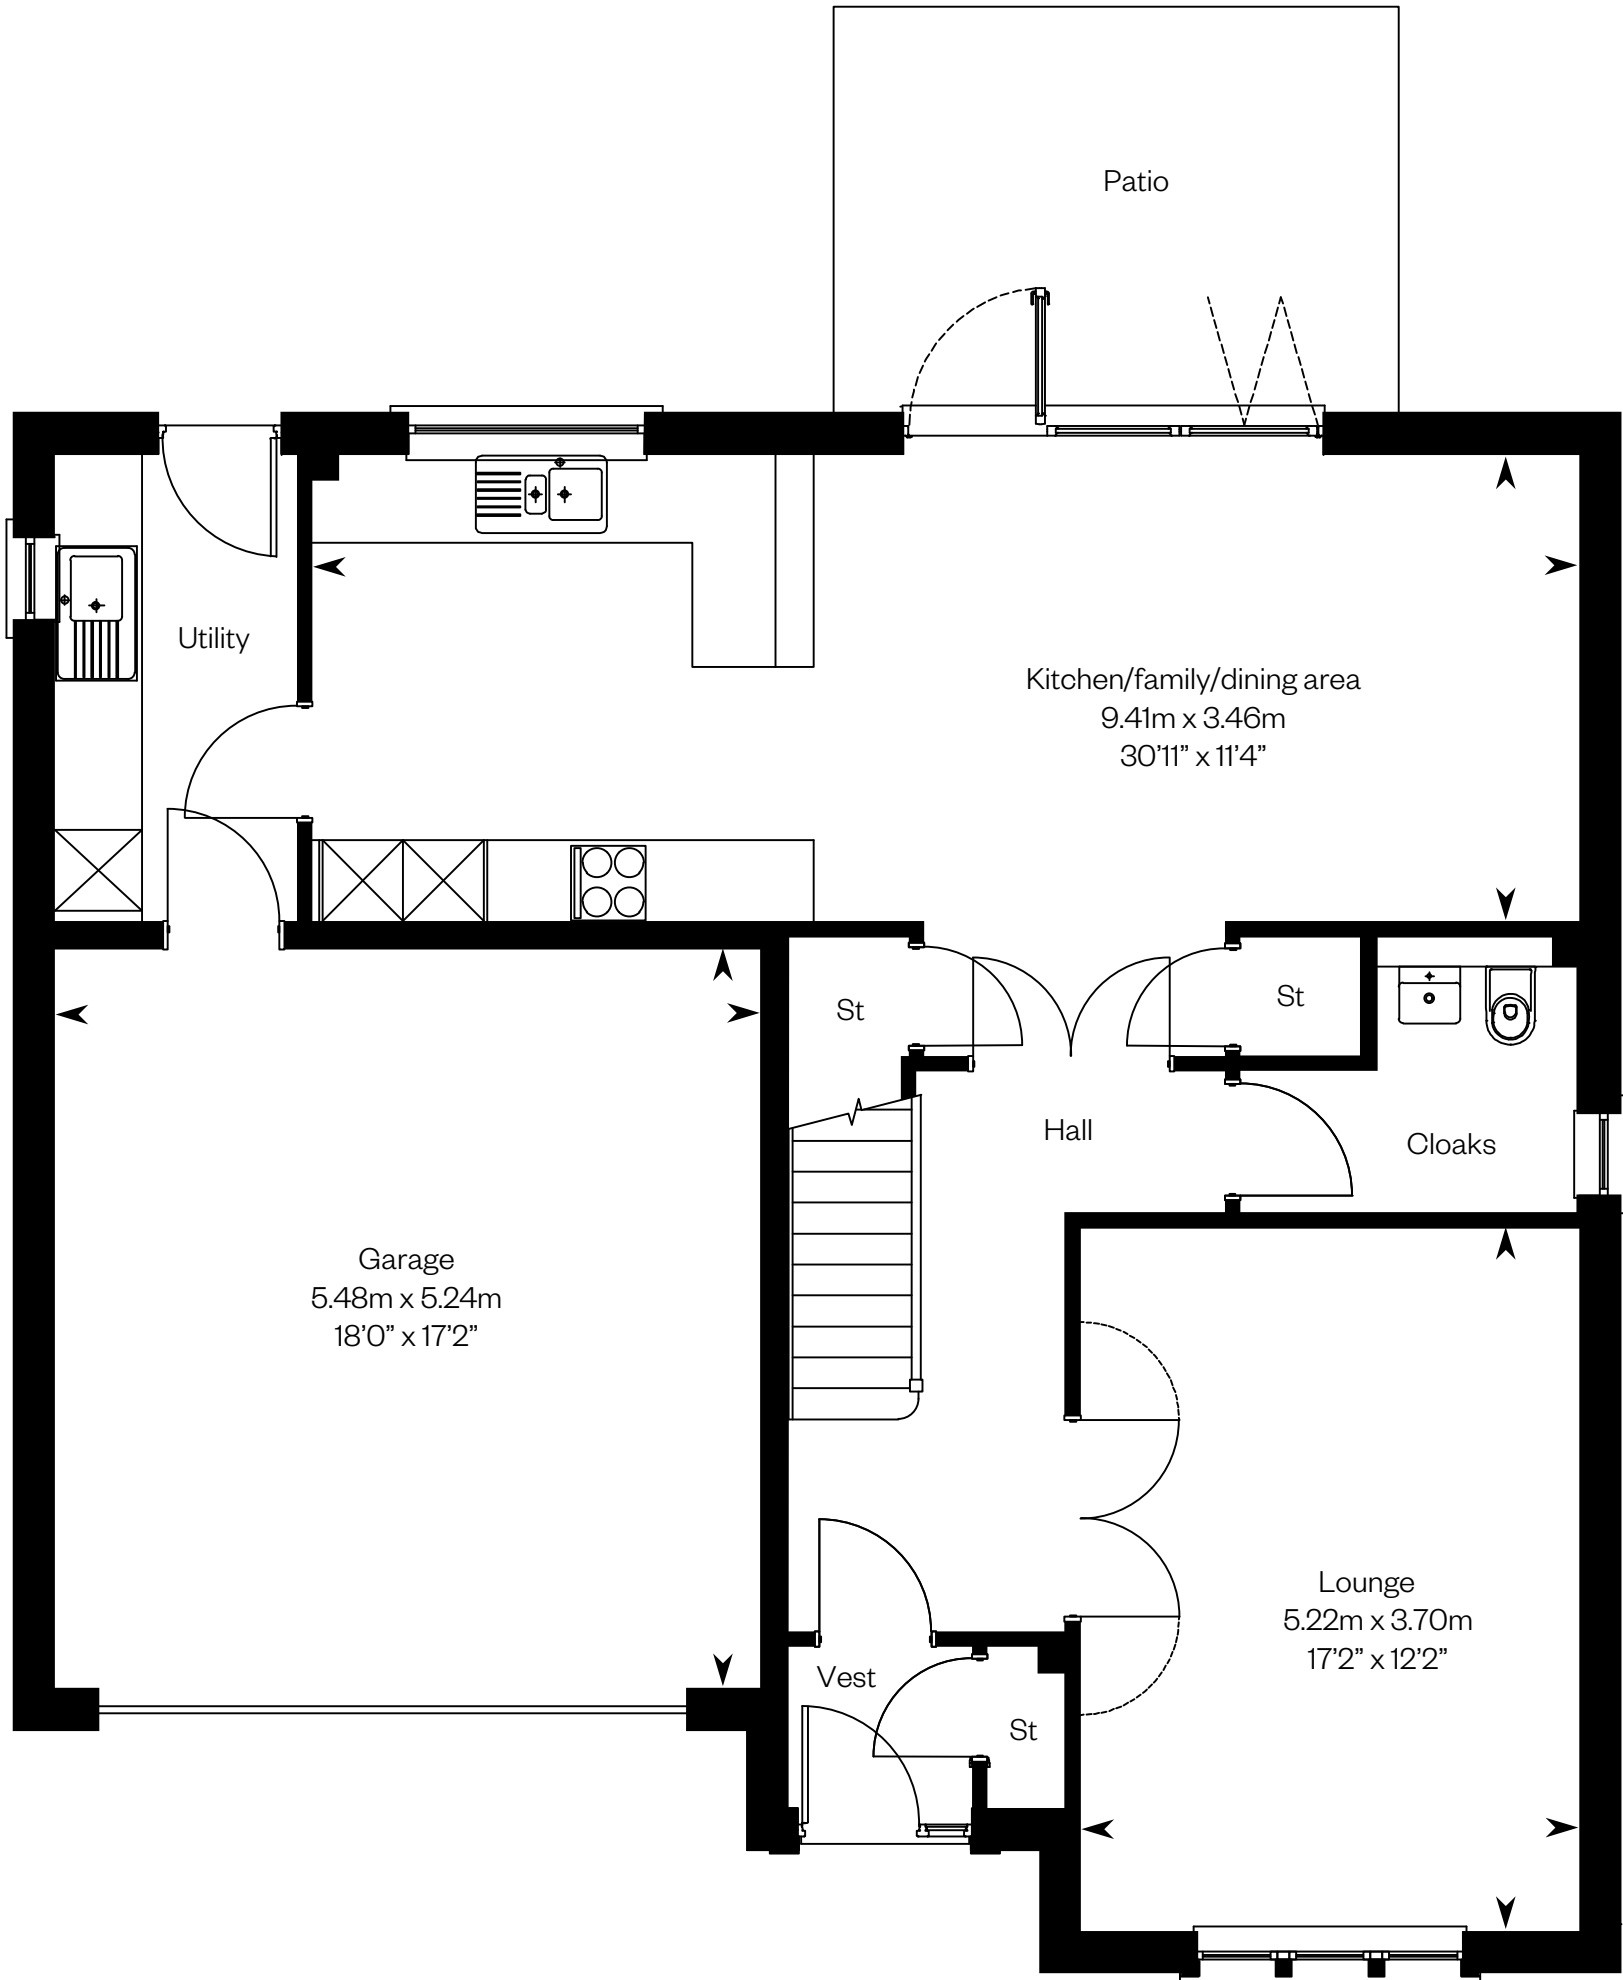 Patio
Utility
Kitchen/family/dining area
9.41m x 3.46m
30’11” x 11’4”
St
St
Hall
Cloaks
Garage
5.48m x 5.24m
18’0” x 17’2”
Lounge
5.22m x 3.70m
17’2” x 12’2”
Vest
St